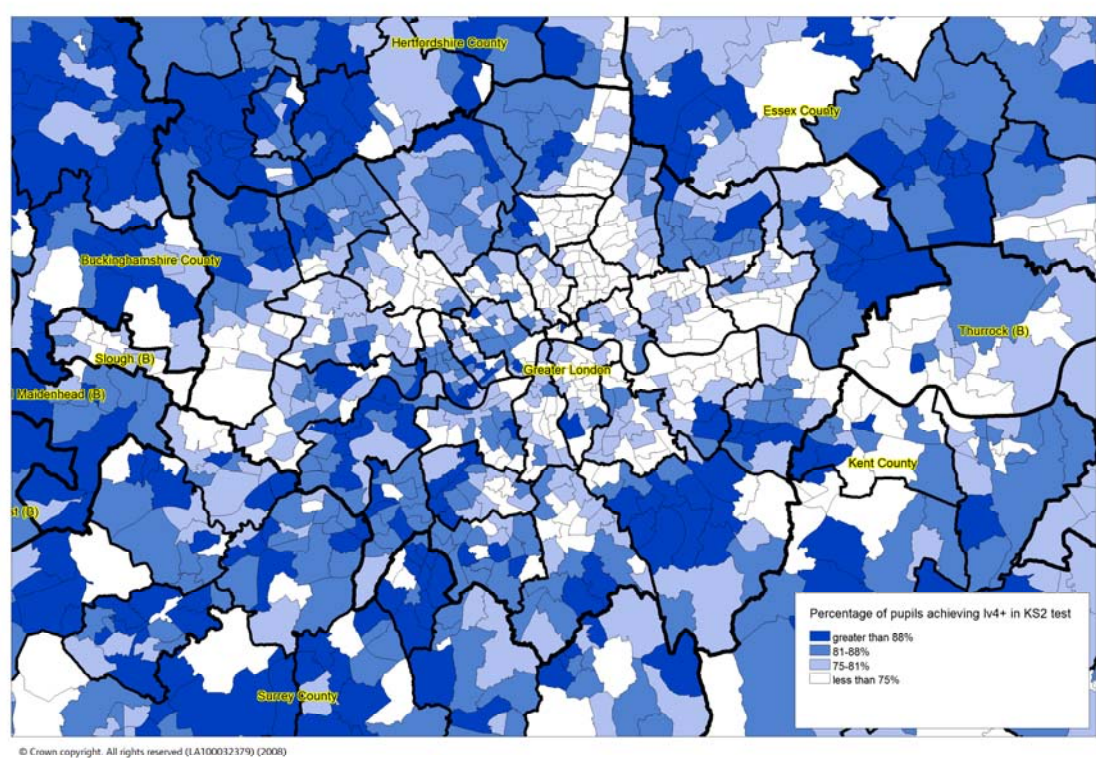 Hertfordshire County
Essex County
Buckinghamshire County
Thurrock (B)
Slough (B)
Greater London
Maidenhead (B)
Kent County
(B)
Surrey County
Percentage of pupils achieving lv4+ in KS2 test
greater than 88%
81-88%
75-81%
less than 75%
© Crown copyright. All rights reserved (LA100032379) (2008)